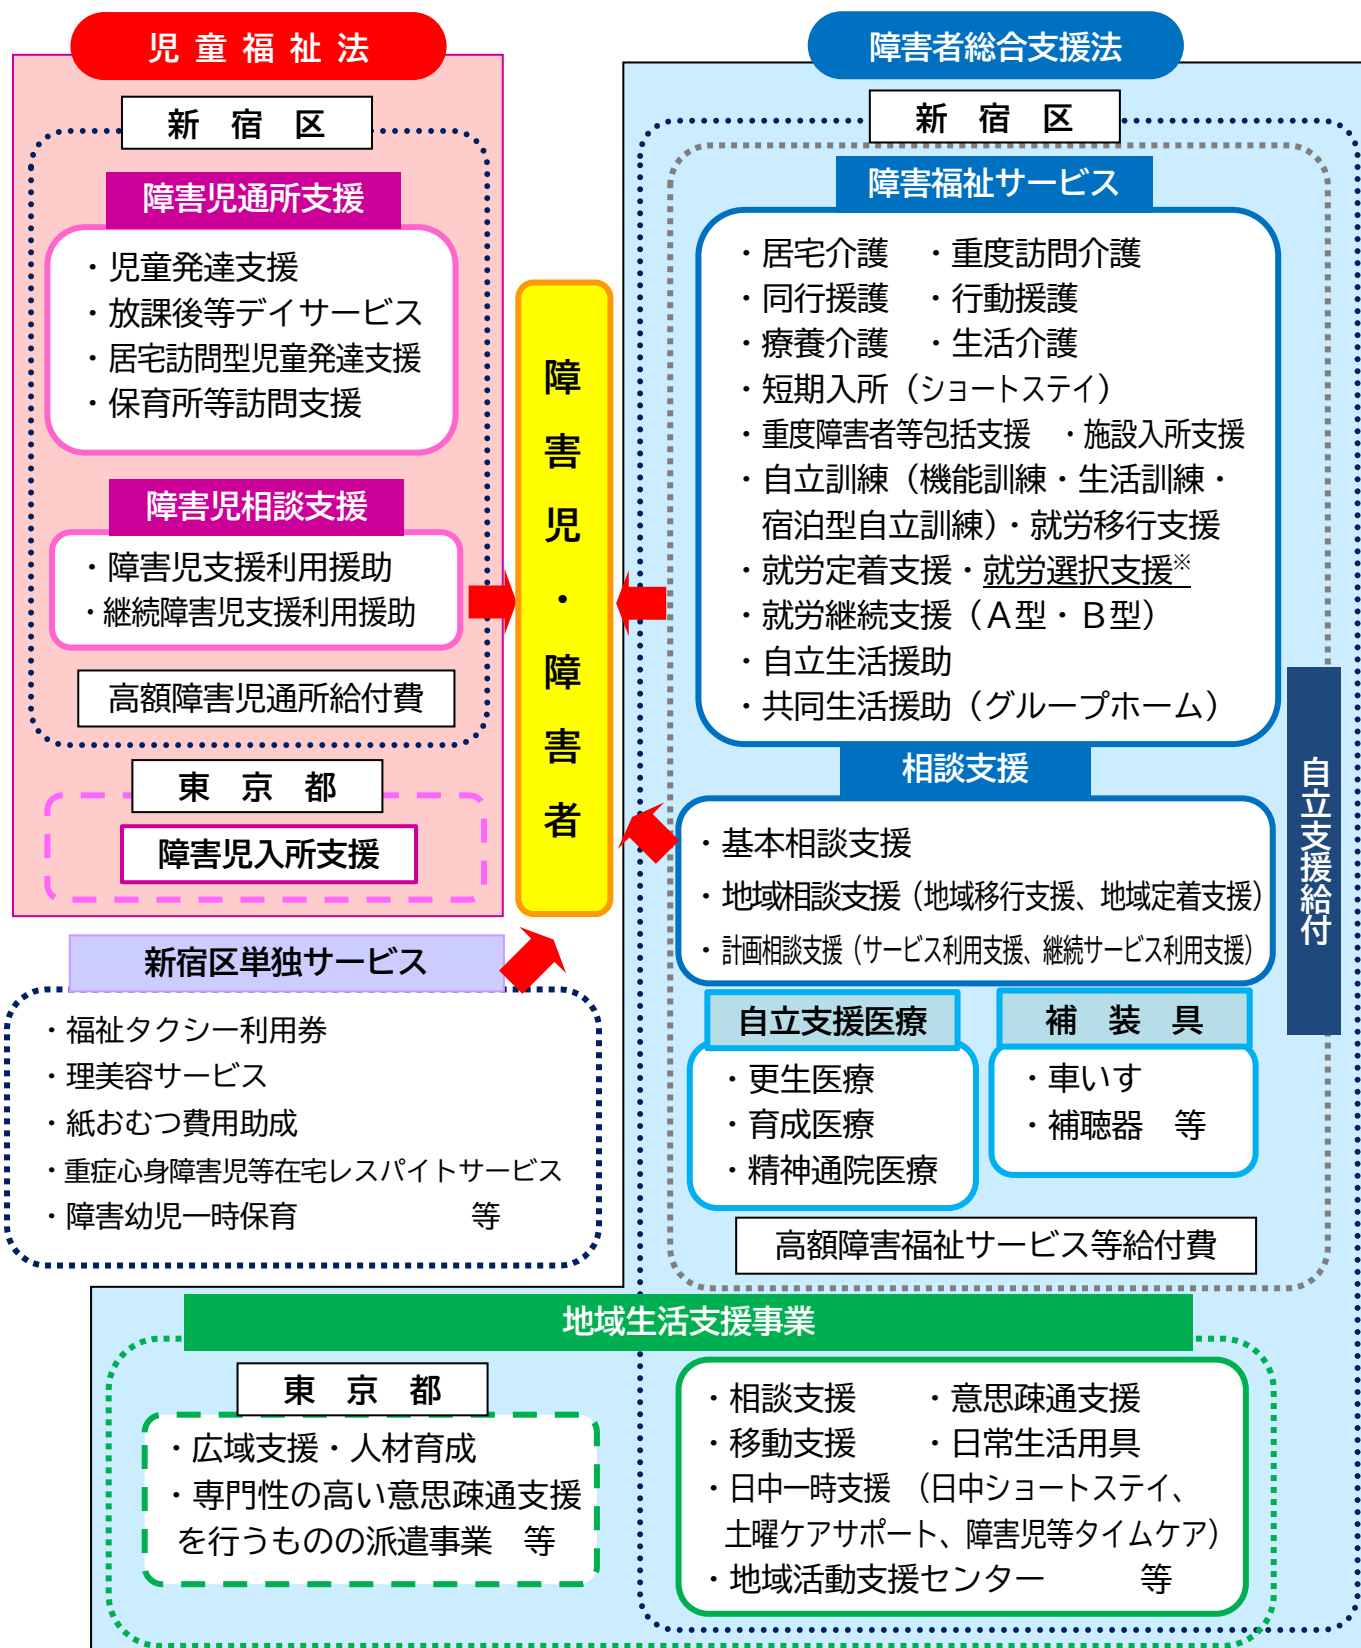 児童福祉法
新宿区
障害児通所支援
・児童発達支援
・放課後等デイサービス
・居宅訪問型児童発達支援
・保育所等訪問支援
障害児相談支援
・障害児支援利用援助
・継続障害児支援利用援助
高額障害児通所給付費
東京都
障害児入所支援
新宿区単独サービス
・福祉タクシー利用券
・理美容サービス
・紙おむつ費用助成
・重症心身障害児等在宅レスパイトサービス
・障害幼児一時保育　等
障害児・障害者
障害者総合支援法
新宿区
障害福祉サービス
・居宅介護　・重度訪問介護
・同行援護　・行動援護
・療養介護　・生活介護
・短期入所（ショートステイ）
・重度障害者等包括支援　・施設入所支援
・自立訓練（機能訓練・生活訓練・
宿泊型自立訓練）・就労移行支援
・就労定着支援・就労選択支援※
・就労継続支援（Ａ型・Ｂ型）
・自立生活援助
・共同生活援助（グループホーム）
相談支援
・基本相談支援
・地域相談支援（地域移行支援、地域定着支援）
・計画相談支援（サービス利用支援、継続サービス利用支援）
自立支援医療
・更生医療
・育成医療
・精神通院医療
補装具
・車いす
・補聴器　等
高額障害福祉サービス等給付費
自立支援給付
地域生活支援事業
東京都
・広域支援・人材育成
・専門性の高い意思疎通支援
を行うものの派遣事業　等
・相談支援　・意思疎通支援
・移動支援　・日常生活用具
・日中一時支援　（日中ショートステイ、
土曜ケアサポート、障害児等タイムケア）
・地域活動支援センター　等